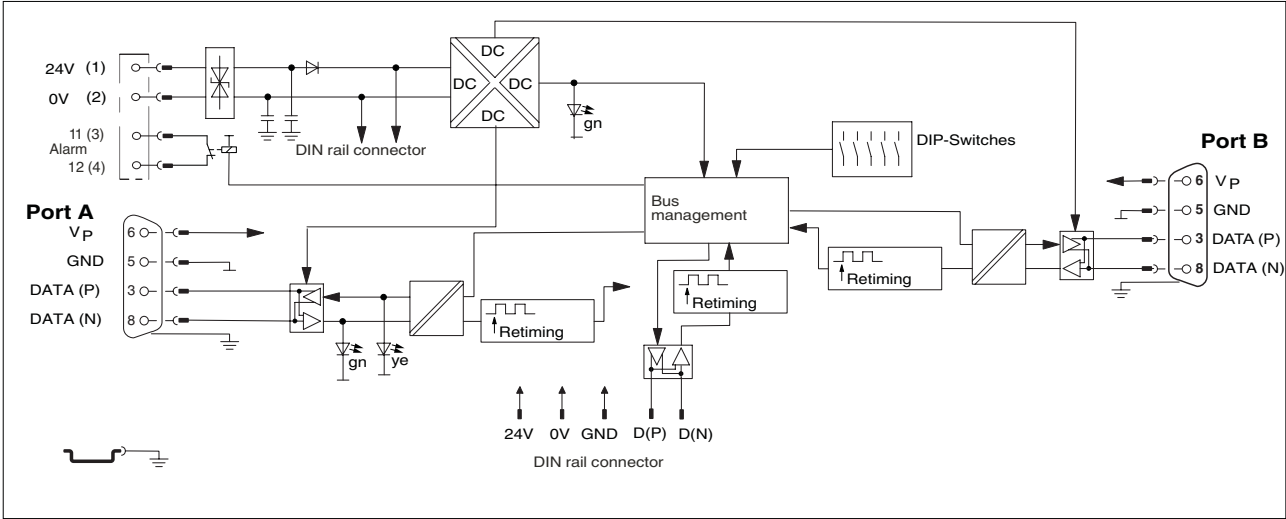 24V (1)
0V (2)
11 (3)
Alarm
12 (4)
DIN rail connector
DC
DC DC
DC
gn
DIP-Switches
Bus
management
Port B
6 VP
5 GND
3 DATA (P)
8 DATA (N)
Port A
VP 6
GND 5
DATA (P) 3
DATA (N) 8
gn
ye
Retiming
Retiming
Retiming
24V 0V GND D(P) D(N)
DIN rail connector